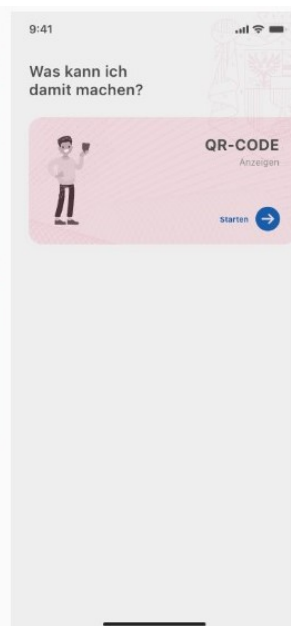 9:41
Was kann ich
damit machen?
QR-CODE
Anzeigen
Starten